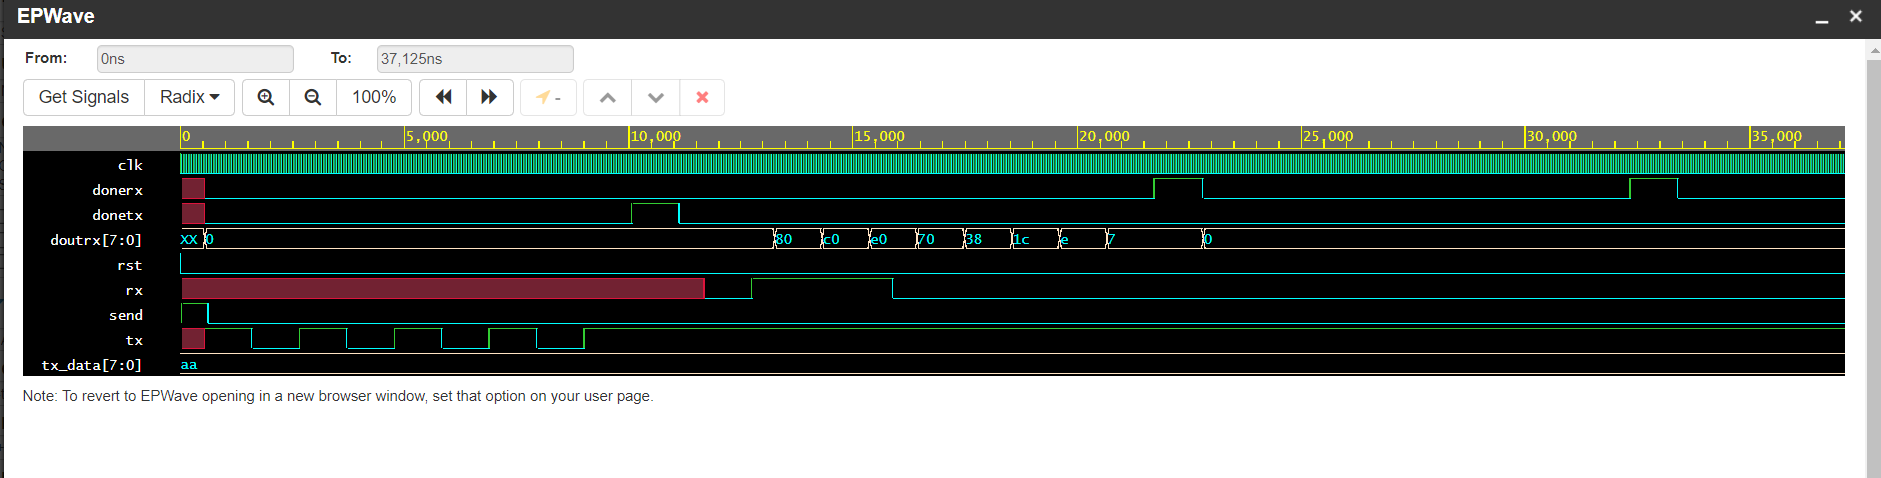 EPWave
From: 0ns To: 37,125ns
Get Signals Radix 100% -
0 5,000 10,000 15,000 20,000 25,000 30,000 35,000
clk
donerx
donetx
doutrx[7:0] XX 0 80 c0 e0 70 38 1c e 7 0
rst
rx
send
tx
tx_data[7:0] aa
Note: To revert to EPWave opening in a new browser window, set that option on your user page.